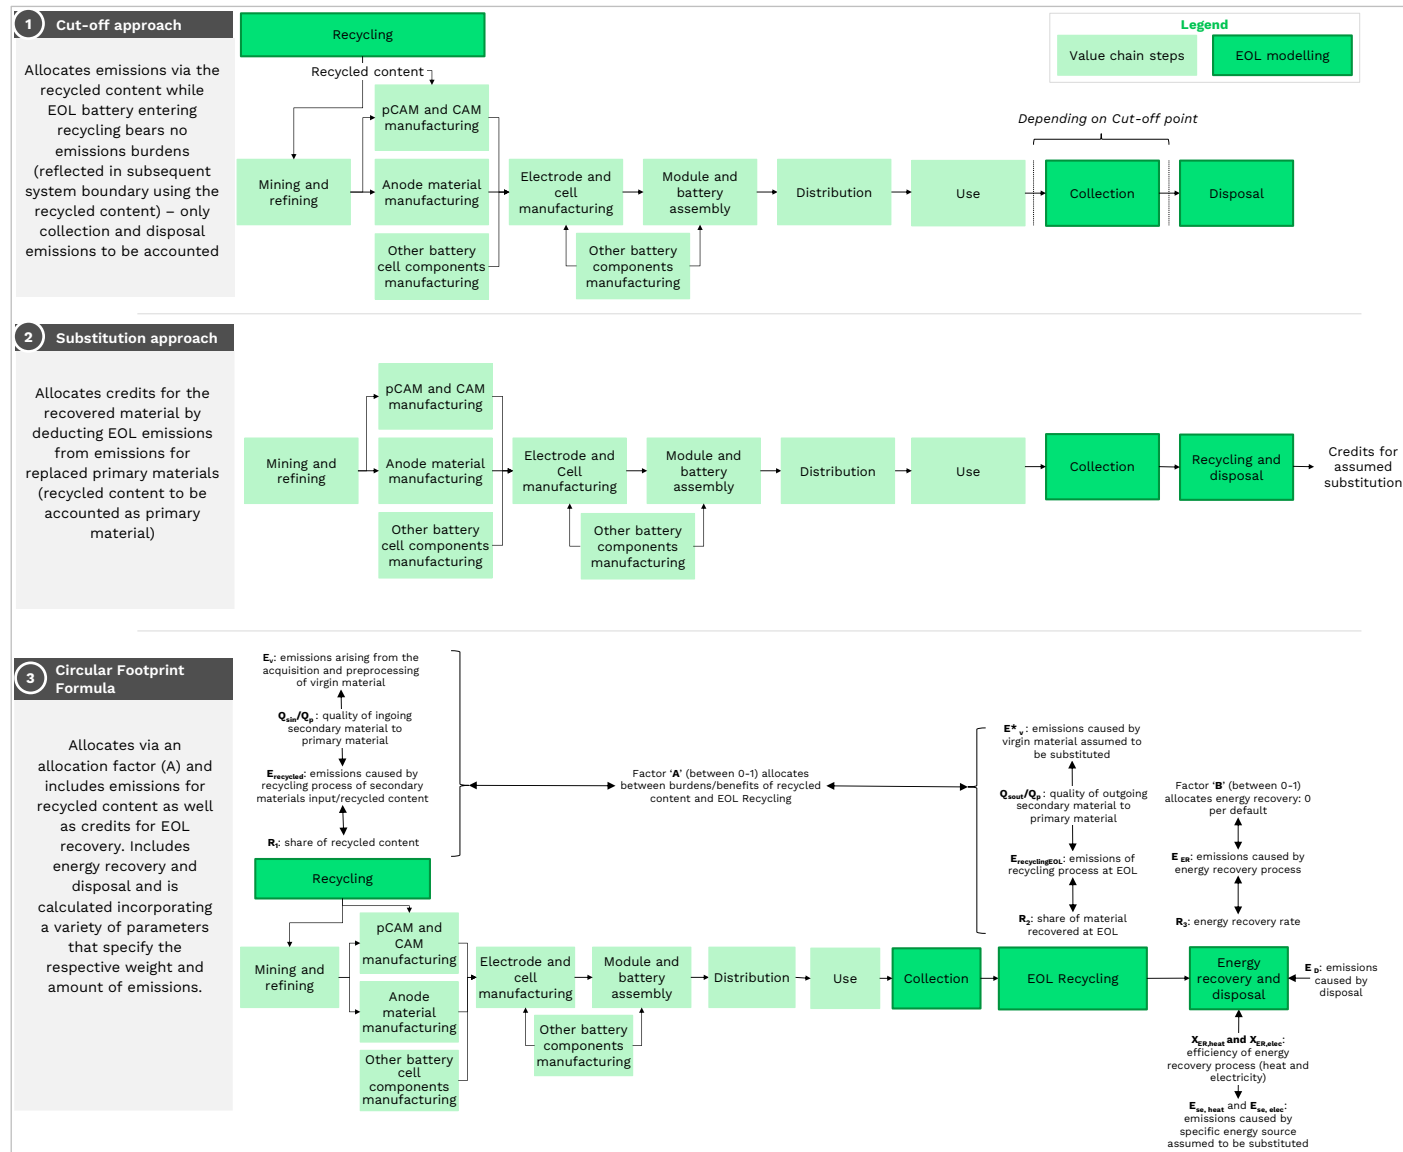 1 Cut-off approach
Allocates emissions via the
recycled content while
EOL battery entering
recycling bears no
emissions burdens
(reflected in subsequent
system boundary using the
recycled content) – only
collection and disposal
emissions to be accounted
Recycling
Recycled content
pCAM and CAM
manufacturing
Mining and
refining
Anode material
manufacturing
Other battery
cell components
manufacturing
Electrode and
cell
manufacturing
Module and
battery
assembly
Other battery
components
manufacturing
Distribution
Use
Depending on Cut-off point
Collection
Disposal
Legend
Value chain steps
EOL modelling
2 Substitution approach
Allocates credits for the
recovered material by
deducting EOL emissions
from emissions for
replaced primary materials
(recycled content to be
accounted as primary
material)
pCAM and CAM
manufacturing
Mining and
refining
Anode material
manufacturing
Other battery
cell components
manufacturing
Electrode and
Cell
manufacturing
Module and
battery
assembly
Other battery
components
manufacturing
Distribution
Use
Collection
Recycling and
disposal
Credits for
assumed
substitution
3 Circular Footprint
Formula
Allocates via an
allocation factor (A) and
includes emissions for
recycled content as well
as credits for EOL
recovery. Includes
energy recovery and
disposal and is
calculated incorporating
a variety of parameters
that specify the
respective weight and
amount of emissions.
Ev: emissions arising from the
acquisition and preprocessing
of virgin material
Qsin/Qp : quality of ingoing
secondary material to
primary material
Erecycled: emissions caused by
recycling process of secondary
materials input/recycled content
R1: share of recycled content
Factor ‘A’ (between 0-1) allocates
between burdens/benefits of recycled
content and EOL Recycling
E*v: emissions caused by
virgin material assumed to
be substituted
Qsout/Qp: quality of outgoing
secondary material to
primary material
ErecyclingEOL: emissions of
recycling process at EOL
R2: share of material
recovered at EOL
Factor ‘B’ (between 0-1)
allocates energy recovery: 0
per default
E ER: emissions caused by
energy recovery process
R3: energy recovery rate
Recycling
pCAM and
CAM
manufacturing
Mining and
refining
Anode
material
manufacturing
Other battery
cell
components
manufacturing
Electrode and
cell
manufacturing
Module and
battery
assembly
Other battery
components
manufacturing
Distribution
Use
Collection
EOL Recycling
Energy
recovery and
disposal
E D: emissions
caused by
disposal
XER,heat and XER,elec:
efficiency of energy
recovery process (heat and
electricity)
Ese, heat and Ese, elec:
emissions caused by
specific energy source
assumed to be substituted